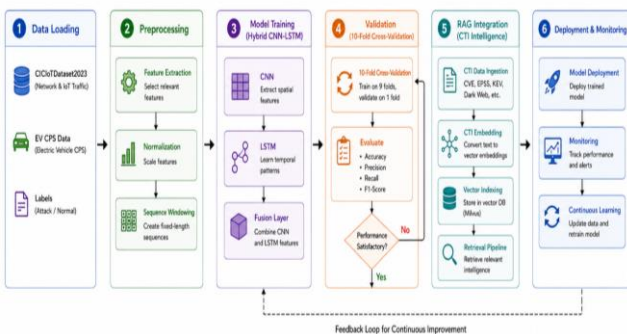 1 Data Loading
CICIoTDataset2023
(Network & IoT Traffic)
EV CPS Data
(Electric Vehicle CPS)
Labels
(Attack / Normal)
2 Preprocessing
Feature Extraction
Select relevant
features
Normalization
Scale features
Sequence Windowing
Create fixed-length
sequences
3 Model Training
(Hybrid CNN-LSTM)
CNN
Extract spatial
features
LSTM
Learn temporal
patterns
Fusion Layer
Combine CNN
and LSTM features
4 Validation
(10-Fold Cross-Validation)
10-Fold Cross-Validation
Train on 9 folds,
validate on 1 fold
Evaluate
• Accuracy
• Precision
• Recall
• F1-Score
Performance
Satisfactory?
No
Yes
5 RAG Integration
(CTI Intelligence)
CTI Data Ingestion
CVE, EPSS, KEV,
Dark Web, etc.
CTI Embedding
Convert text to
vector embeddings
Vector Indexing
Store in vector DB
(Milvus)
Retrieval Pipeline
Retrieve relevant
intelligence
6 Deployment & Monitoring
Model Deployment
Deploy trained
model
Monitoring
Track performance
and alerts
Continuous Learning
Update data and
retrain model
Feedback Loop for Continuous Improvement